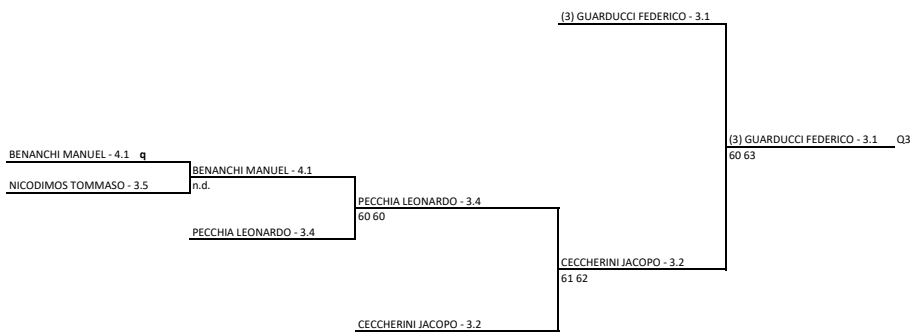 (3) GUARDUCCI FEDERICO - 3.1
(3) GUARDUCCI FEDERICO - 3.1 Q3
60 63
BENANCHI MANUEL - 4.1 q
BENANCHI MANUEL - 4.1
NICODIMOS TOMMASO - 3.5
n.d.
PECCHIA LEONARDO - 3.4
60 60
PECCHIA LEONARDO - 3.4
CECCHERINI JACOPO - 3.2
61 62
CECCHERINI JACOPO - 3.2